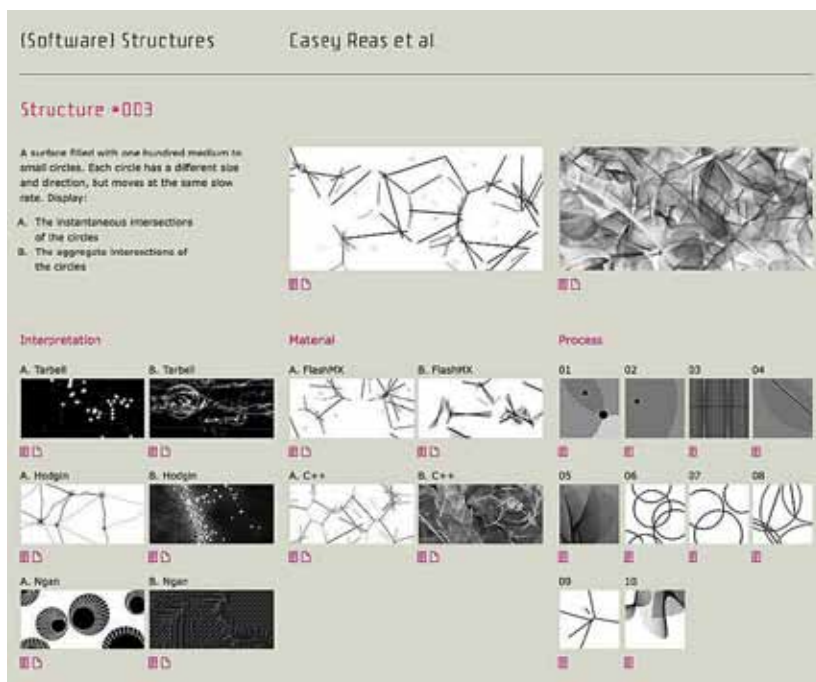 {Software} Structures
Casey Reas et al
Structure #003
A surface filled with one hundred medium to
small circles. Each circle has a different size
and direction, but moves at the same slow
rate. Display:
A. The instantaneous intersections
of the circles
B. The aggregate intersections of
the circles
Interpretation
A. Tarbell
B. Tarbell
A. Hodgin
B. Hodgin
A. Ngan
B. Ngan
Material
A. FlashMX
B. FlashMX
A. C++
B. C++
Process
01
02
03
04
05
06
07
08
09
10